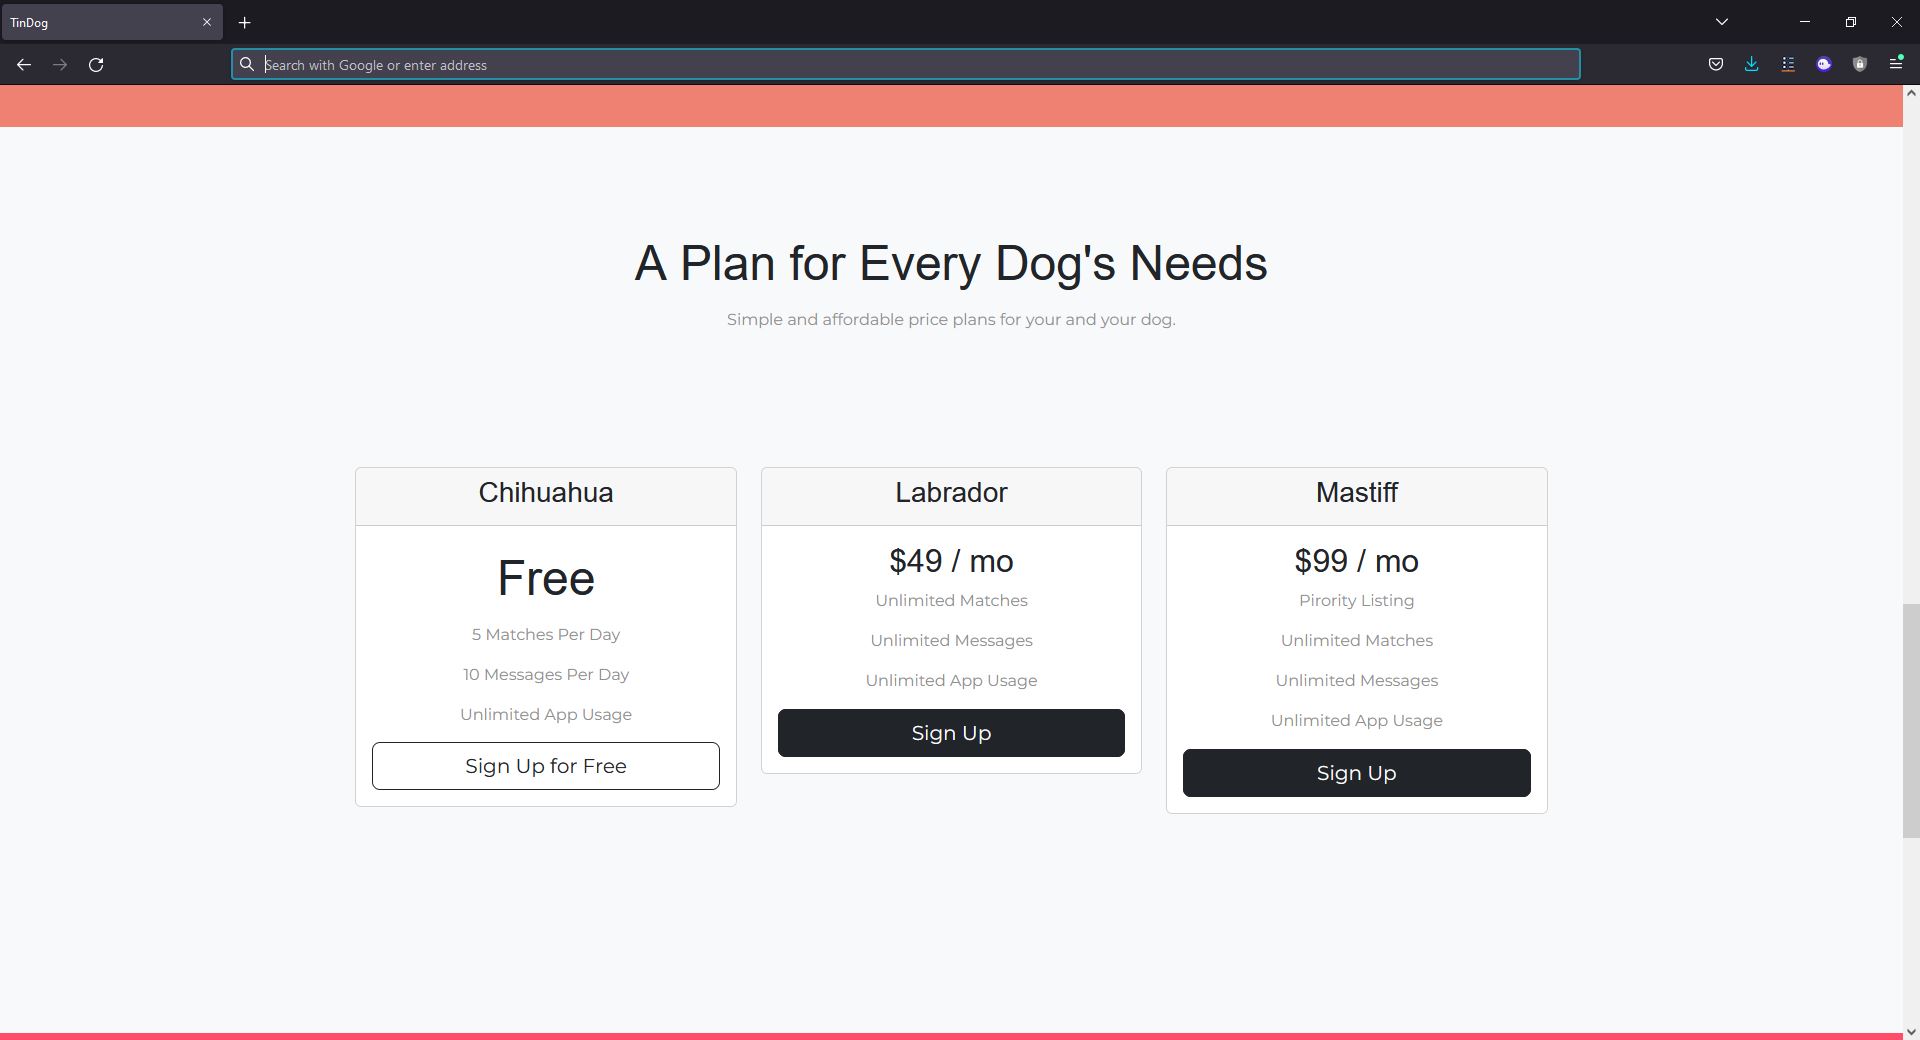 TinDog
Search with Google or enter address
A Plan for Every Dog's Needs
Simple and affordable price plans for your and your dog.
Chihuahua
Free
5 Matches Per Day
10 Messages Per Day
Unlimited App Usage
Sign Up for Free
Labrador
$49 / mo
Unlimited Matches
Unlimited Messages
Unlimited App Usage
Sign Up
Mastiff
$99 / mo
Pirority Listing
Unlimited Matches
Unlimited Messages
Unlimited App Usage
Sign Up